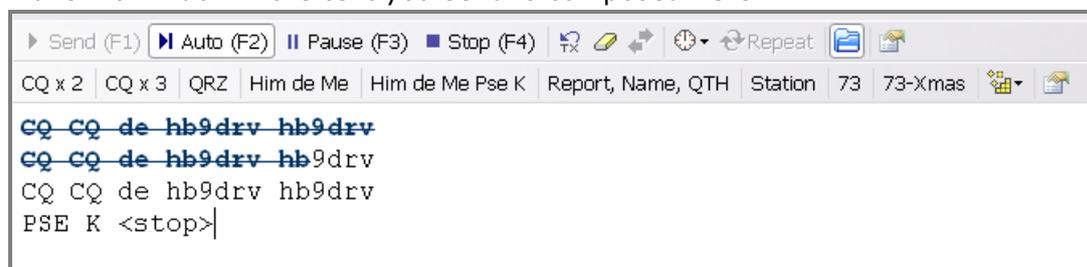 Send (F1) Auto (F2) Pause (F3) Stop (F4) TX Repeat
CQ x 2 CQ x 3 QRZ Him de Me Him de Me Pse K Report, Name, QTH Station 73 73-Xmas
CQ CQ de hb9drv hb9drv
CQ CQ de hb9drv hb9drv
CQ CQ de hb9drv hb9drv
PSE K <stop>